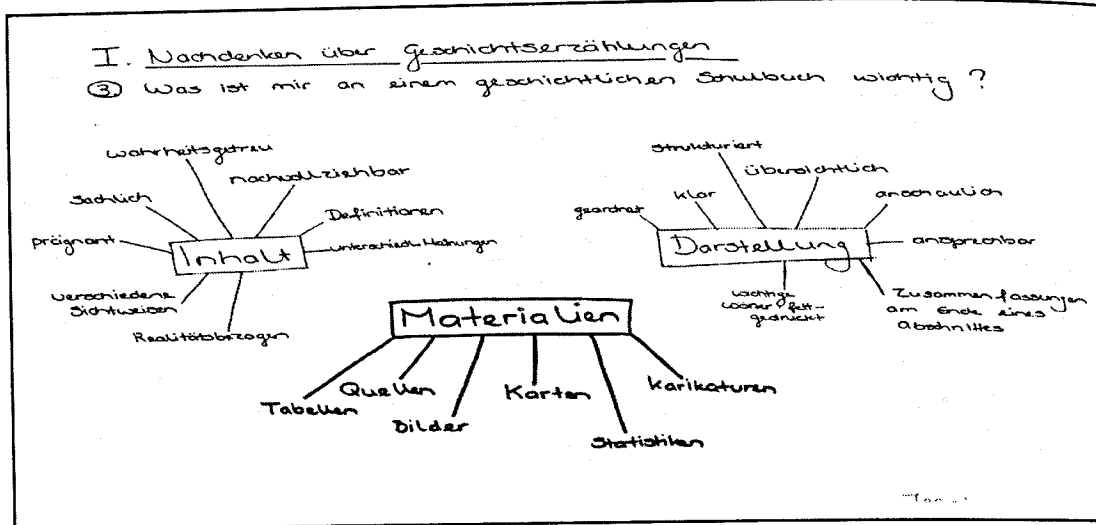 I. Nachdenken über Geschichtserzählungen
③ Was ist mir an einem geschichtlichen Schulbuch wichtig?
wahrheitsgetreu
nachvollziehbar
sachlich
Definitionen
prägnant
Inhalt
unterschiedl. Meinungen
verschiedene
Sichtweisen
Realitätsbezogen
strukturiert
übersichtlich
klar
anschaulich
geordnet
Darstellung
ansprechbar
wichtige
Wörter fett-
gedruckt
Zusammenfassungen
am Ende eines
Abschnittes
Materialien
Tabellen
Quellen
Bilder
Karten
Statistiken
Karikaturen